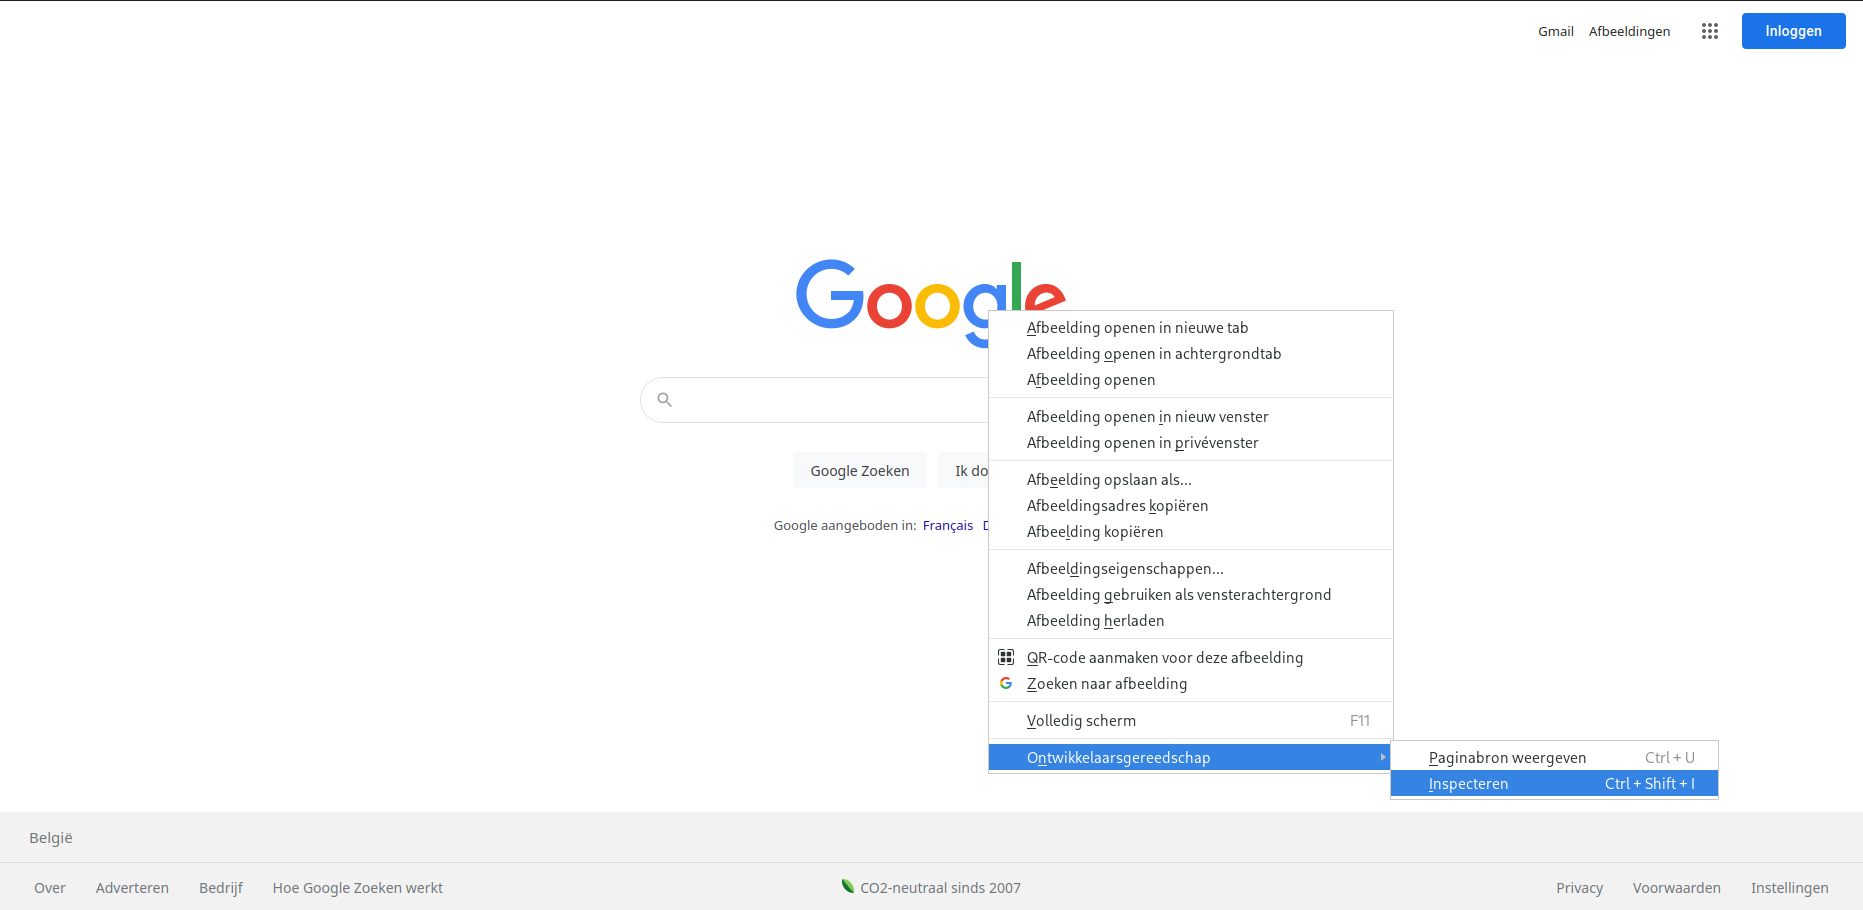 Gmail Afbeeldingen Inloggen
Google
Afbeelding openen in nieuwe tab
Afbeelding openen in achtergrondtab
Afbeelding openen
Afbeelding openen in nieuw venster
Afbeelding openen in privévenster
Google Zoeken Ik do
Afbeelding opslaan als...
Afbeeldingsadres kopiëren
Google aangeboden in: Français
Afbeelding kopiëren
Afbeeldingseigenschappen...
Afbeelding gebruiken als vensterachtergrond
Afbeelding herladen
QR-code aanmaken voor deze afbeelding
Zoeken naar afbeelding
Volledig scherm F11
Ontwikkelaarsgereedschap
Paginabron weergeven Ctrl + U
Inspecteren Ctrl + Shift + I
België
Over Adverteren Bedrijf Hoe Google Zoeken werkt CO2-neutraal sinds 2007 Privacy Voorwaarden Instellingen